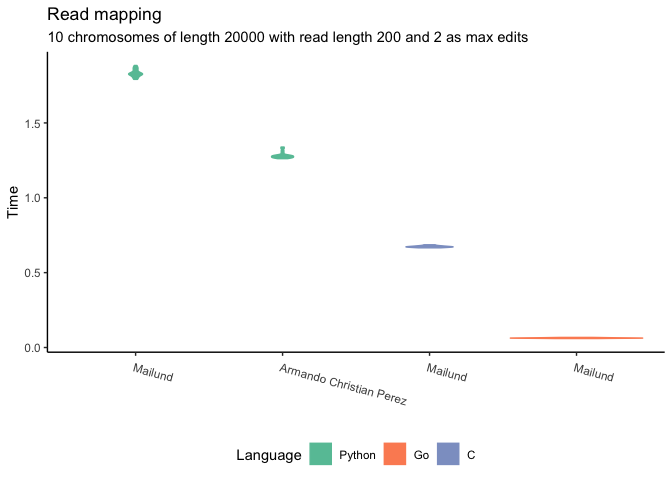 Read mapping
10 chromosomes of length 20000 with read length 200 and 2 as max edits
Time
1.5
1.0
0.5
0.0
Mailund
Armando Christian Perez
Mailund
Mailund
Language Python Go C